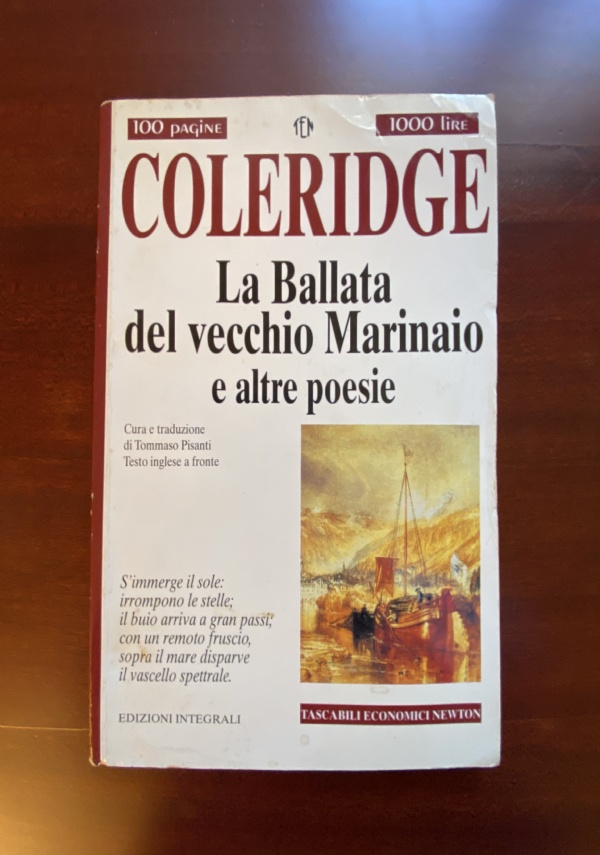 100 PAGINE
TEN
1000 LIRE
COLERIDGE
La Ballata
del vecchio Marinaio
e altre poesie
Cura e traduzione
di Tommaso Pisanti
Testo inglese a fronte
S'immerge il sole:
irrompono le stelle;
il buio arriva a gran passi;
con un remoto fruscio,
sopra il mare disparve
il vascello spettrale.
EDIZIONI INTEGRALI
TASCABILI ECONOMICI NEWTON